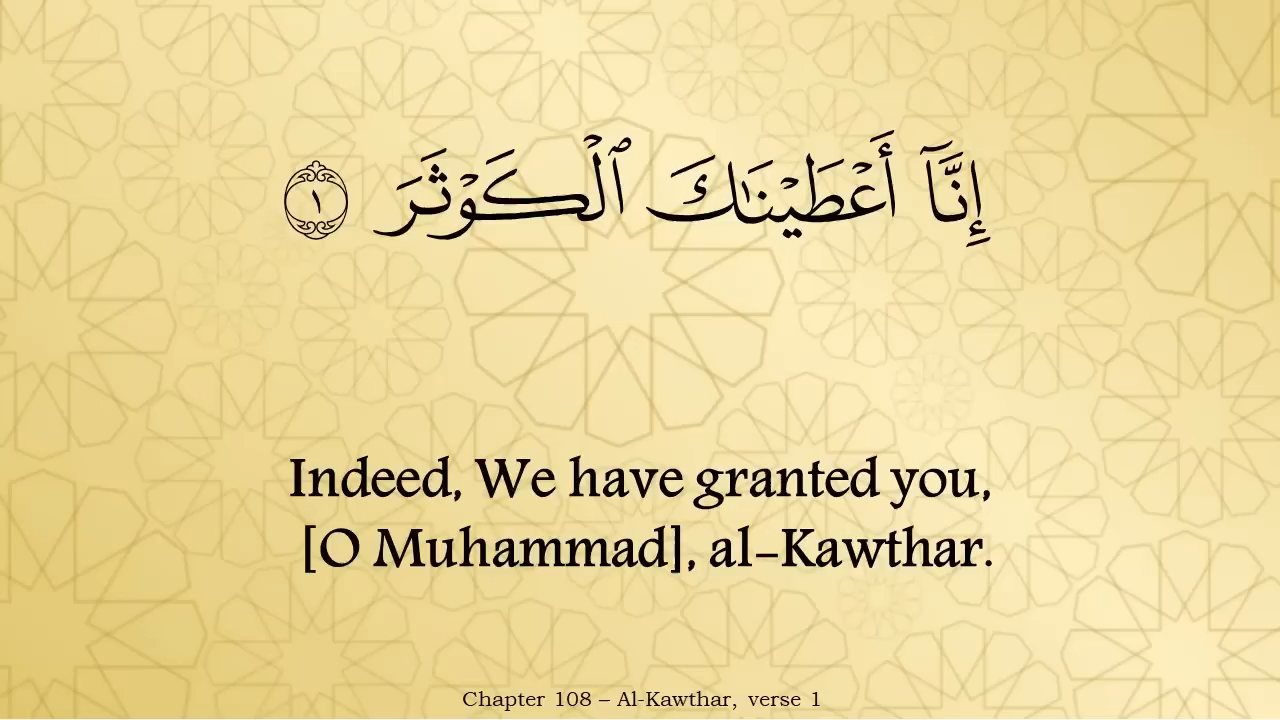 إِنَّآ أَعْطَيْنَـٰكَ ٱلْكَوْثَرَ ١
Indeed, We have granted you,
[O Muhammad], al-Kawthar.
Chapter 108 – Al-Kawthar, verse 1